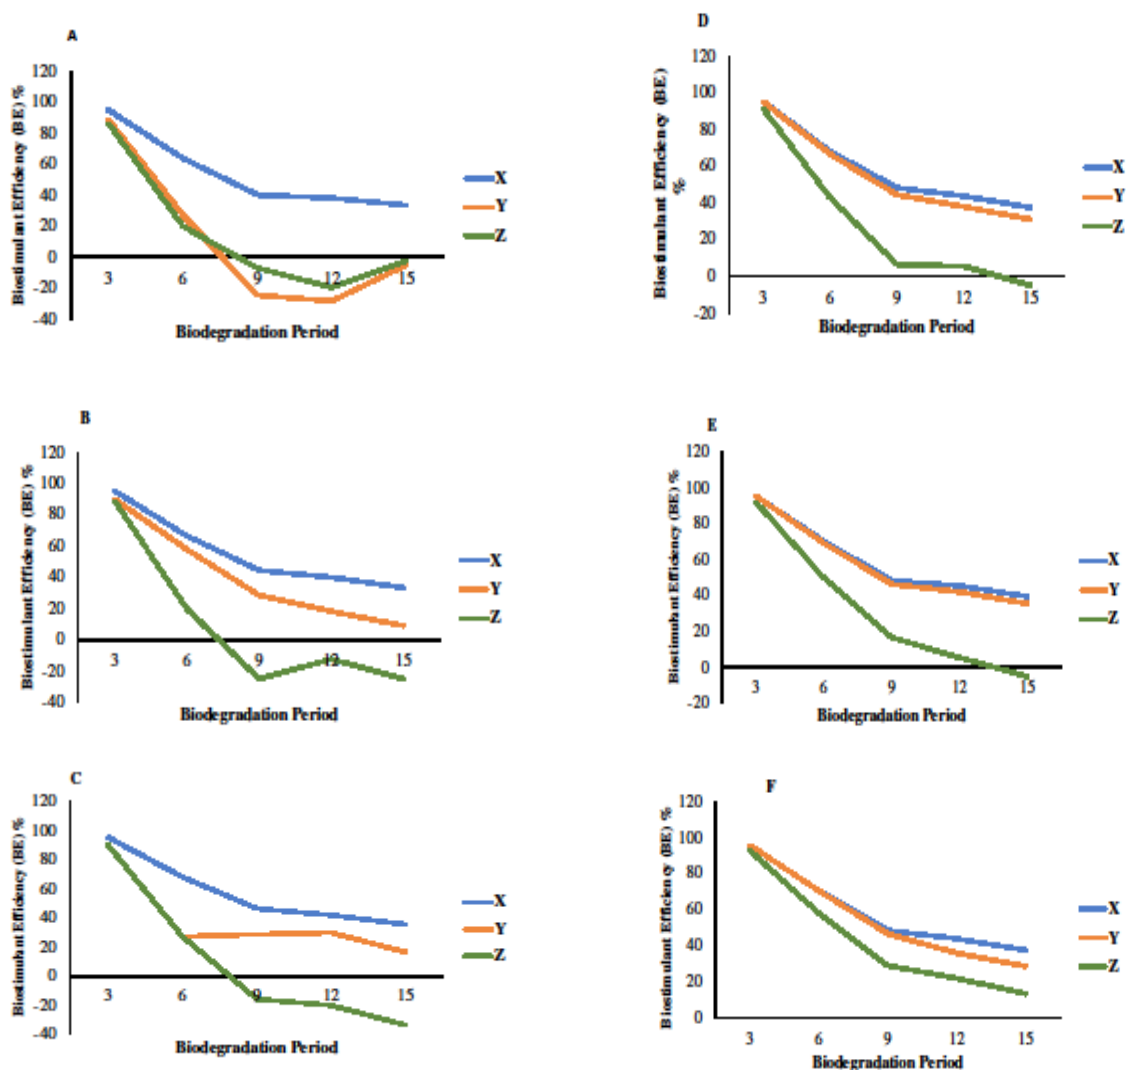 A
Biostimulant Efficiency (BE) %
120
100
80
60
40
20
0
-20
-40
3 6 9 12 15
Biodegradation Period
X
Y
Z
D
Biostimulant Efficiency (BE)
%
120
100
80
60
40
20
0
-20
3 6 9 12 15
Biodegradation Period
X
Y
Z
B
Biostimulant Efficiency (BE) %
120
100
80
60
40
20
0
-20
-40
3 6 9 12 15
Biodegradation Period
X
Y
Z
E
Biostimulant Efficiency (BE) %
120
100
80
60
40
20
0
-20
3 6 9 12 15
Biodegradation Period
X
Y
Z
C
Biostimulant Efficiency (BE) %
120
100
80
60
40
20
0
-20
-40
3 6 9 12 15
Biodegradation Period
X
Y
Z
F
Biostimulant Efficiency (BE) %
120
100
80
60
40
20
0
3 6 9 12 15
Biodegradation Period
X
Y
Z